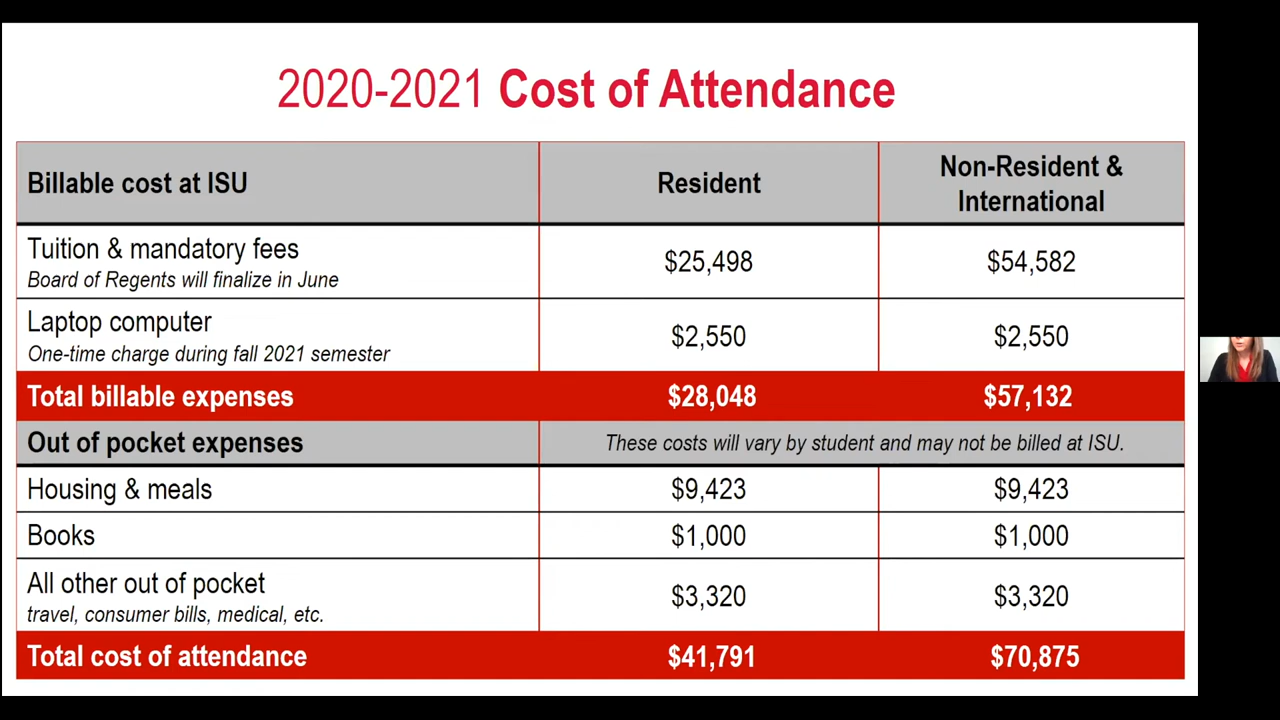 2020-2021 Cost of Attendance
Billable cost at ISU
Resident
Non-Resident &
International
Tuition & mandatory fees
Board of Regents will finalize in June
$25,498
$54,582
Laptop computer
One-time charge during fall 2021 semester
$2,550
$2,550
Total billable expenses
$28,048
$57,132
Out of pocket expenses
These costs will vary by student and may not be billed at ISU.
Housing & meals
$9,423
$9,423
Books
$1,000
$1,000
All other out of pocket
travel, consumer bills, medical, etc.
$3,320
$3,320
Total cost of attendance
$41,791
$70,875